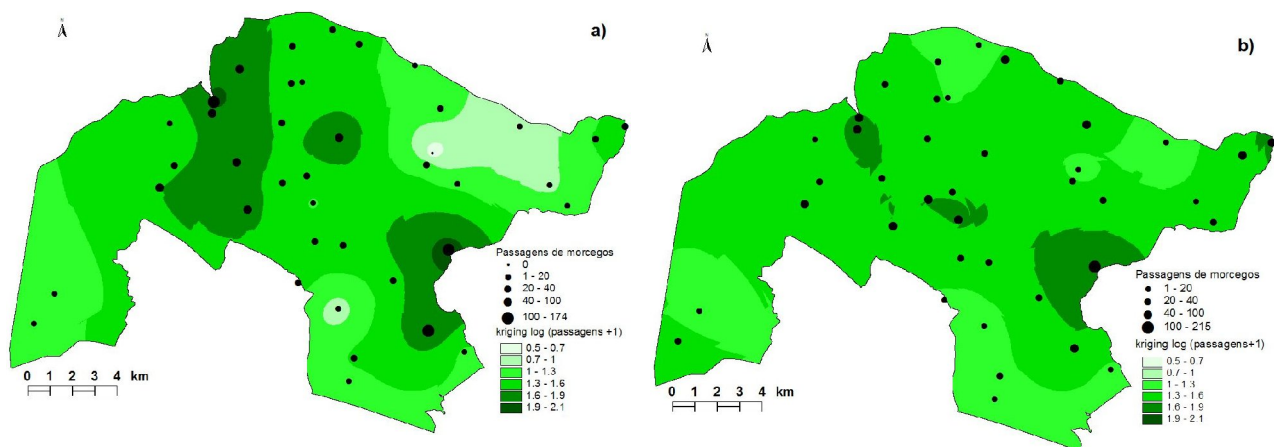 a)
Passagens de morcegos
0
1 - 20
20 - 40
40 - 100
100 - 174
kriging log (passagens +1)
0.5 - 0.7
0.7 - 1
1 - 1.3
1.3 - 1.6
1.6 - 1.9
1.9 - 2.1
0 1 2 3 4 km
b)
Passagens de morcegos
1 - 20
20 - 40
40 - 100
100 - 215
kriging log (passagens+1)
0.5 - 0.7
0.7 - 1
1 - 1.3
1.3 - 1.6
1.6 - 1.9
1.9 - 2.1
0 1 2 3 4 km